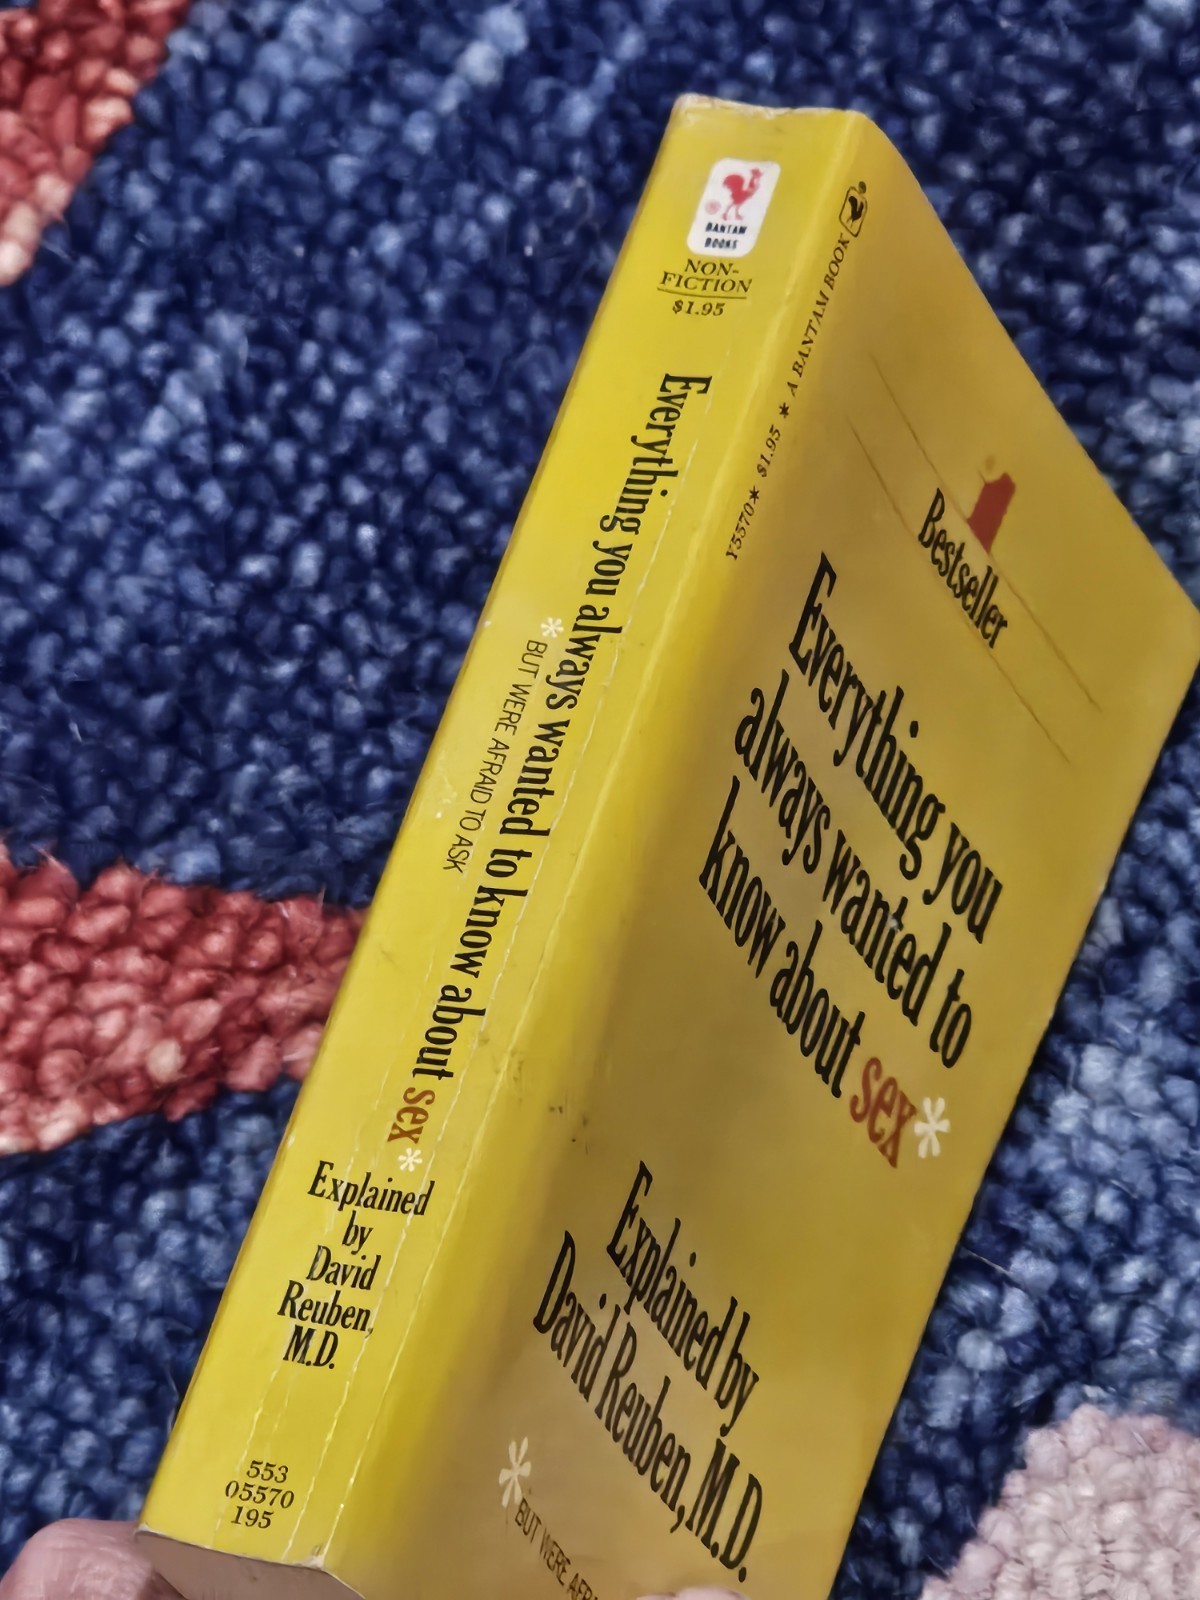 BANTAM
BOOKS
NON-
FICTION
$1.95
Everything you always wanted to know about sex*
*BUT WERE AFRAID TO ASK
Explained
by
David
Reuben,
M.D.
553
05570
195
Y5570* $1.95 * A BANTAM BOOK
1
Bestseller
Everything you
always wanted to
know about sex*
Explained by
David Reuben, M.D.
*BUT WERE AFRA